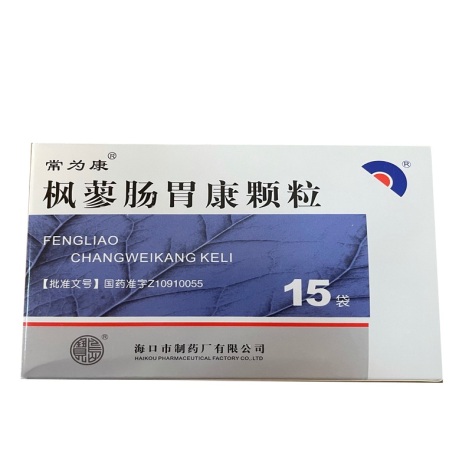 常为康®
®
枫蓼肠胃康颗粒
FENGLIAO
CHANGWEIKANG KELI
【批准文号】国药准字Z10910055
15袋
海口市制药厂有限公司
HAIKOU PHARMACEUTICAL FACTORY CO., LTD